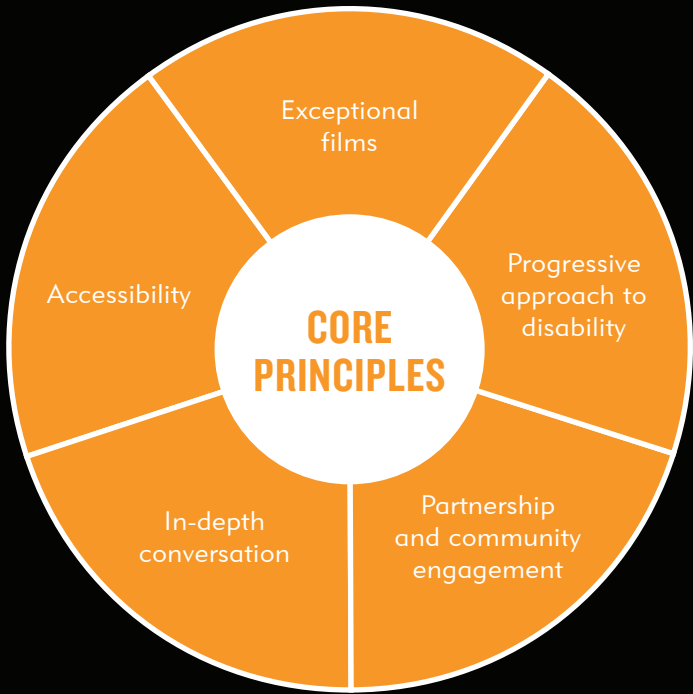 Exceptional
films
Progressive
approach to
disability
Accessibility
CORE
PRINCIPLES
Partnership
and community
engagement
In-depth
conversation